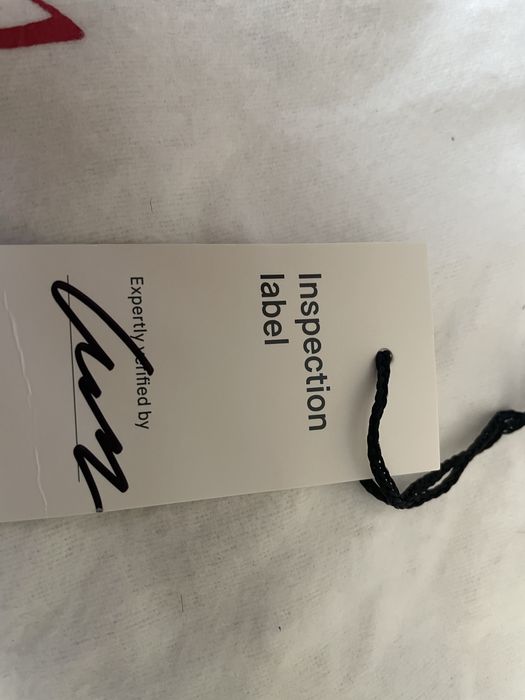 Inspection
label
Expertly verified by